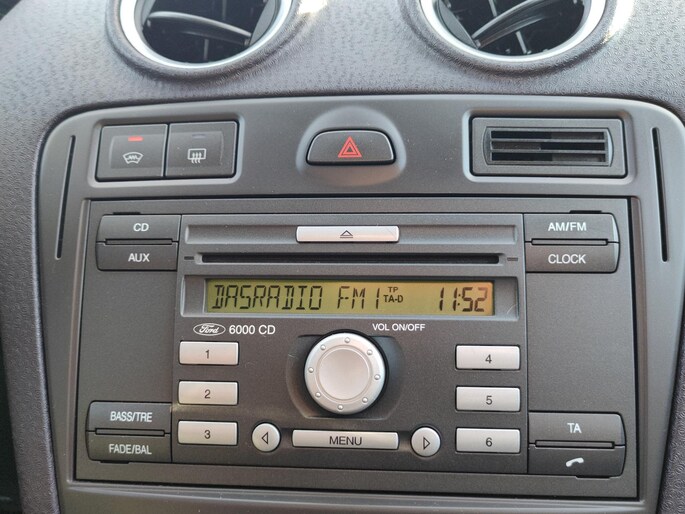 CD
AM/FM
AUX
CLOCK
DASRADIO FM1 TP TA-D 11:52
Ford 6000 CD
VOL ON/OFF
1
4
2
5
BASS/TRE
3
MENU
6
TA
FADE/BAL